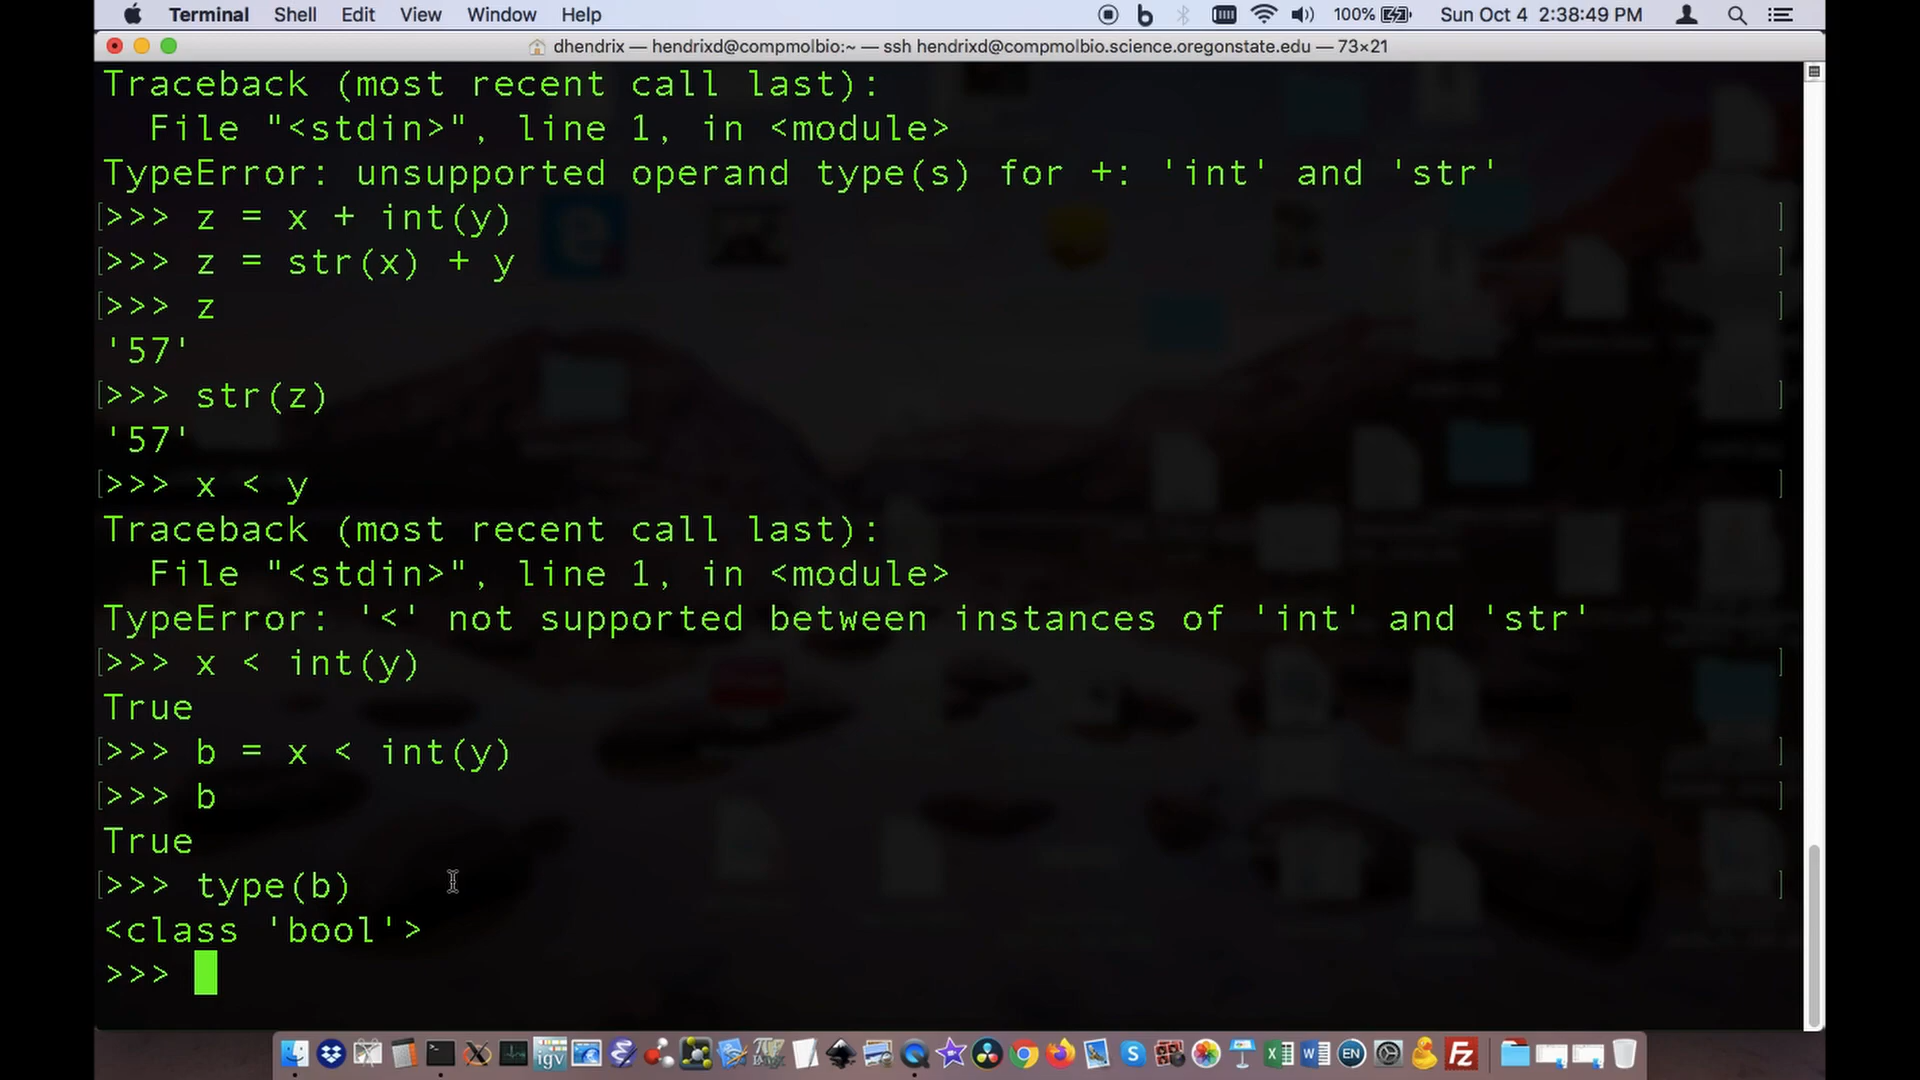 Terminal Shell Edit View Window Help 100% Sun Oct 4 2:38:49 PM
dhendrix — hendrixd@compmolbio:~ — ssh hendrixd@compmolbio.science.oregonstate.edu — 73×21
Traceback (most recent call last):
  File "<stdin>", line 1, in <module>
TypeError: unsupported operand type(s) for +: 'int' and 'str'
[>>> z = x + int(y) ]
[>>> z = str(x) + y ]
[>>> z ]
'57'
[>>> str(z) ]
'57'
[>>> x < y ]
Traceback (most recent call last):
  File "<stdin>", line 1, in <module>
TypeError: '<' not supported between instances of 'int' and 'str'
[>>> x < int(y) ]
True
[>>> b = x < int(y) ]
[>>> b ]
True
[>>> type(b) ]
<class 'bool'>
>>>
igv EN Fz